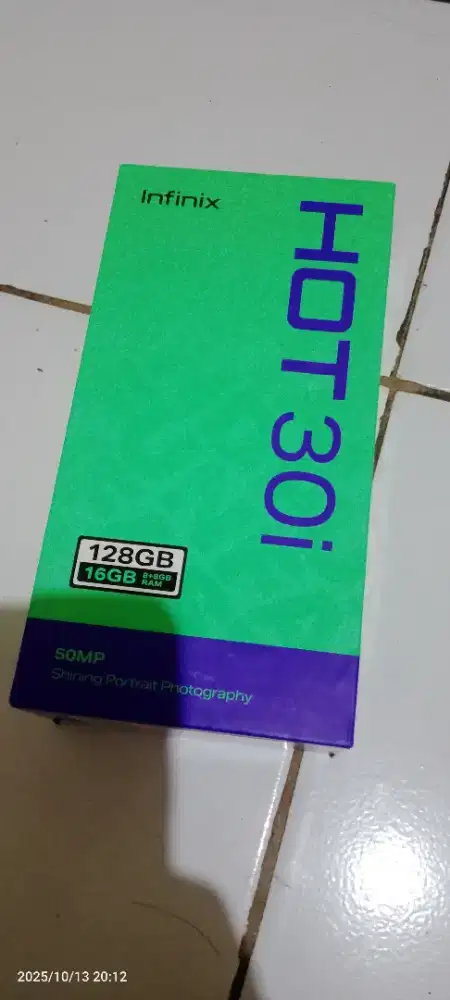 Infinix
HOT 30i
128GB
16GB 8+8GB
RAM
50MP
Shining Portrait Photography
2025/10/13 20:12